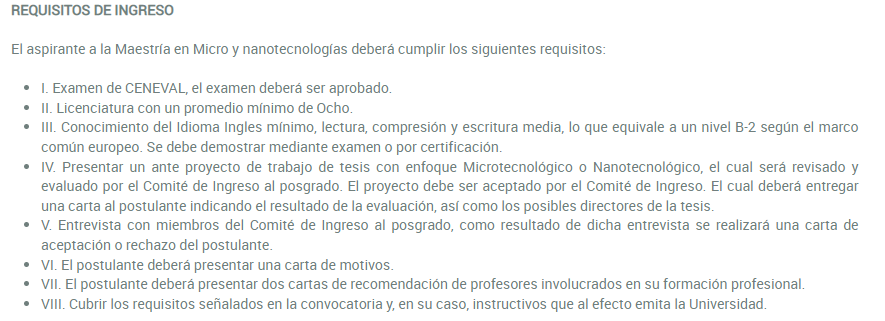 REQUISITOS DE INGRESO
El aspirante a la Maestría en Micro y nanotecnologías deberá cumplir los siguientes requisitos:
• I. Examen de CENEVAL, el examen deberá ser aprobado.
• II. Licenciatura con un promedio mínimo de Ocho.
• III. Conocimiento del Idioma Ingles mínimo, lectura, compresión y escritura media, lo que equivale a un nivel B-2 según el marco
común europeo. Se debe demostrar mediante examen o por certificación.
• IV. Presentar un ante proyecto de trabajo de tesis con enfoque Microtecnológico o Nanotecnológico, el cual será revisado y
evaluado por el Comité de Ingreso al posgrado. El proyecto debe ser aceptado por el Comité de Ingreso. El cual deberá entregar
una carta al postulante indicando el resultado de la evaluación, así como los posibles directores de la tesis.
• V. Entrevista con miembros del Comité de Ingreso al posgrado, como resultado de dicha entrevista se realizará una carta de
aceptación o rechazo del postulante.
• VI. El postulante deberá presentar una carta de motivos.
• VII. El postulante deberá presentar dos cartas de recomendación de profesores involucrados en su formación profesional.
• VIII. Cubrir los requisitos señalados en la convocatoria y, en su caso, instructivos que al efecto emita la Universidad.